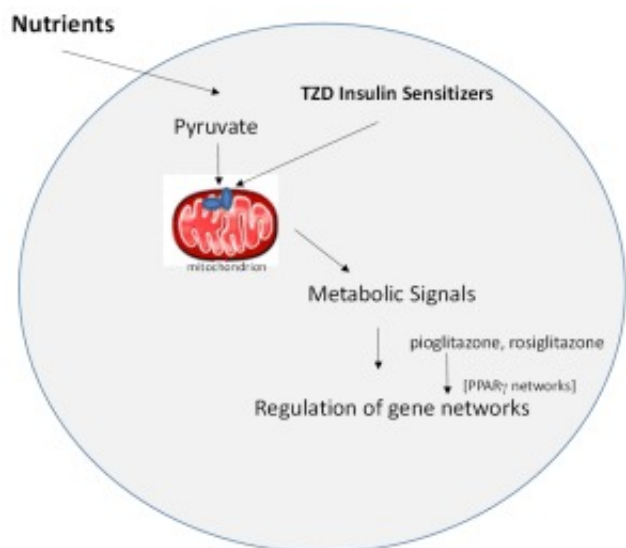 Nutrients
TZD Insulin Sensitizers
Pyruvate
mitochondrion
Metabolic Signals
pioglitazone, rosiglitazone
[PPARγ networks]
Regulation of gene networks